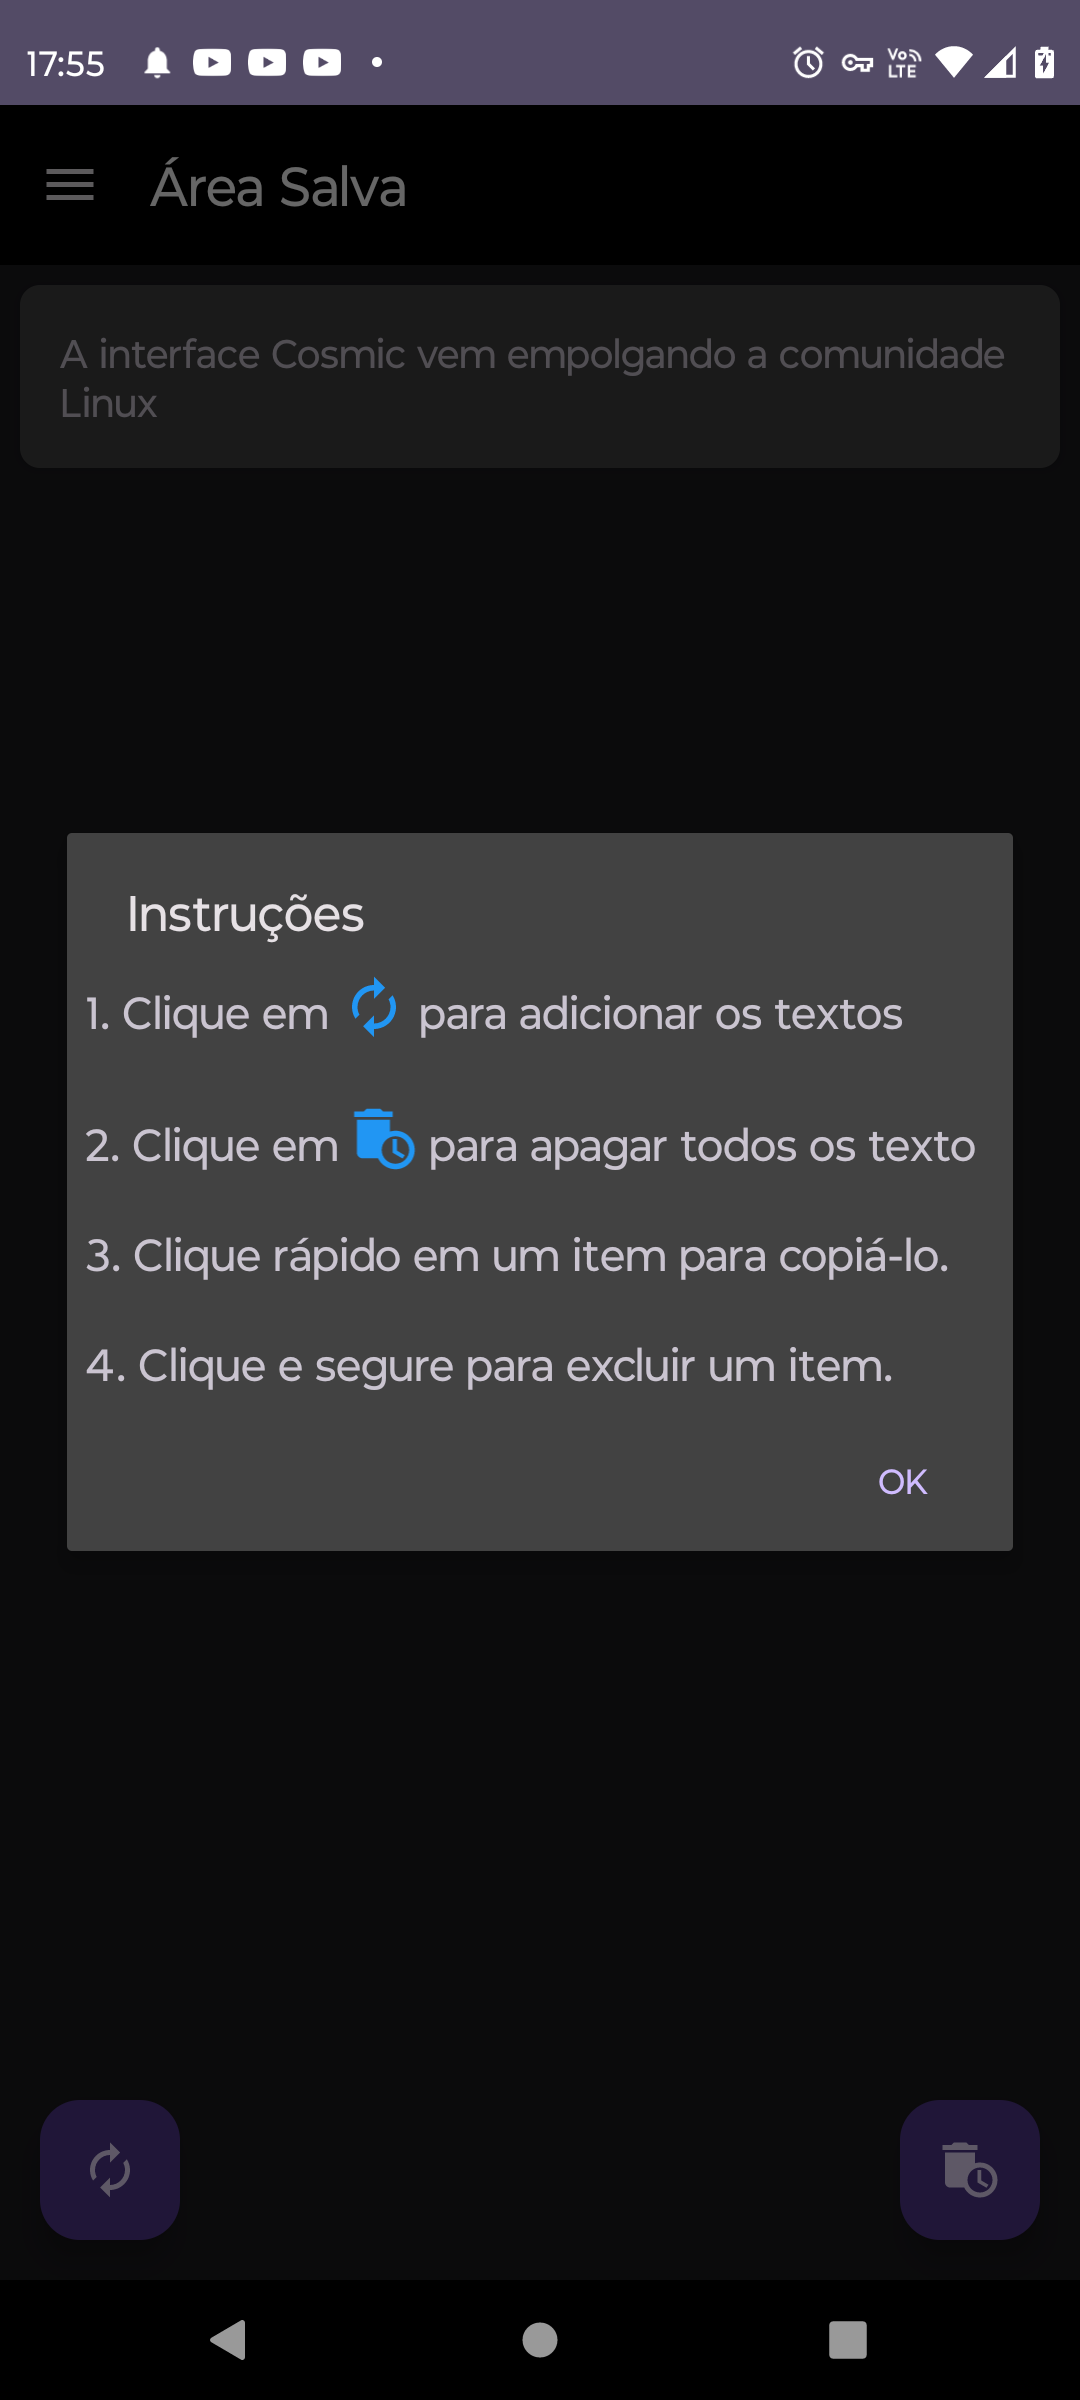 17:55
Vo LTE
Área Salva
A interface Cosmic vem empolgando a comunidade
Linux
Instruções
1. Clique em para adicionar os textos
2. Clique em para apagar todos os texto
3. Clique rápido em um item para copiá-lo.
4. Clique e segure para excluir um item.
OK